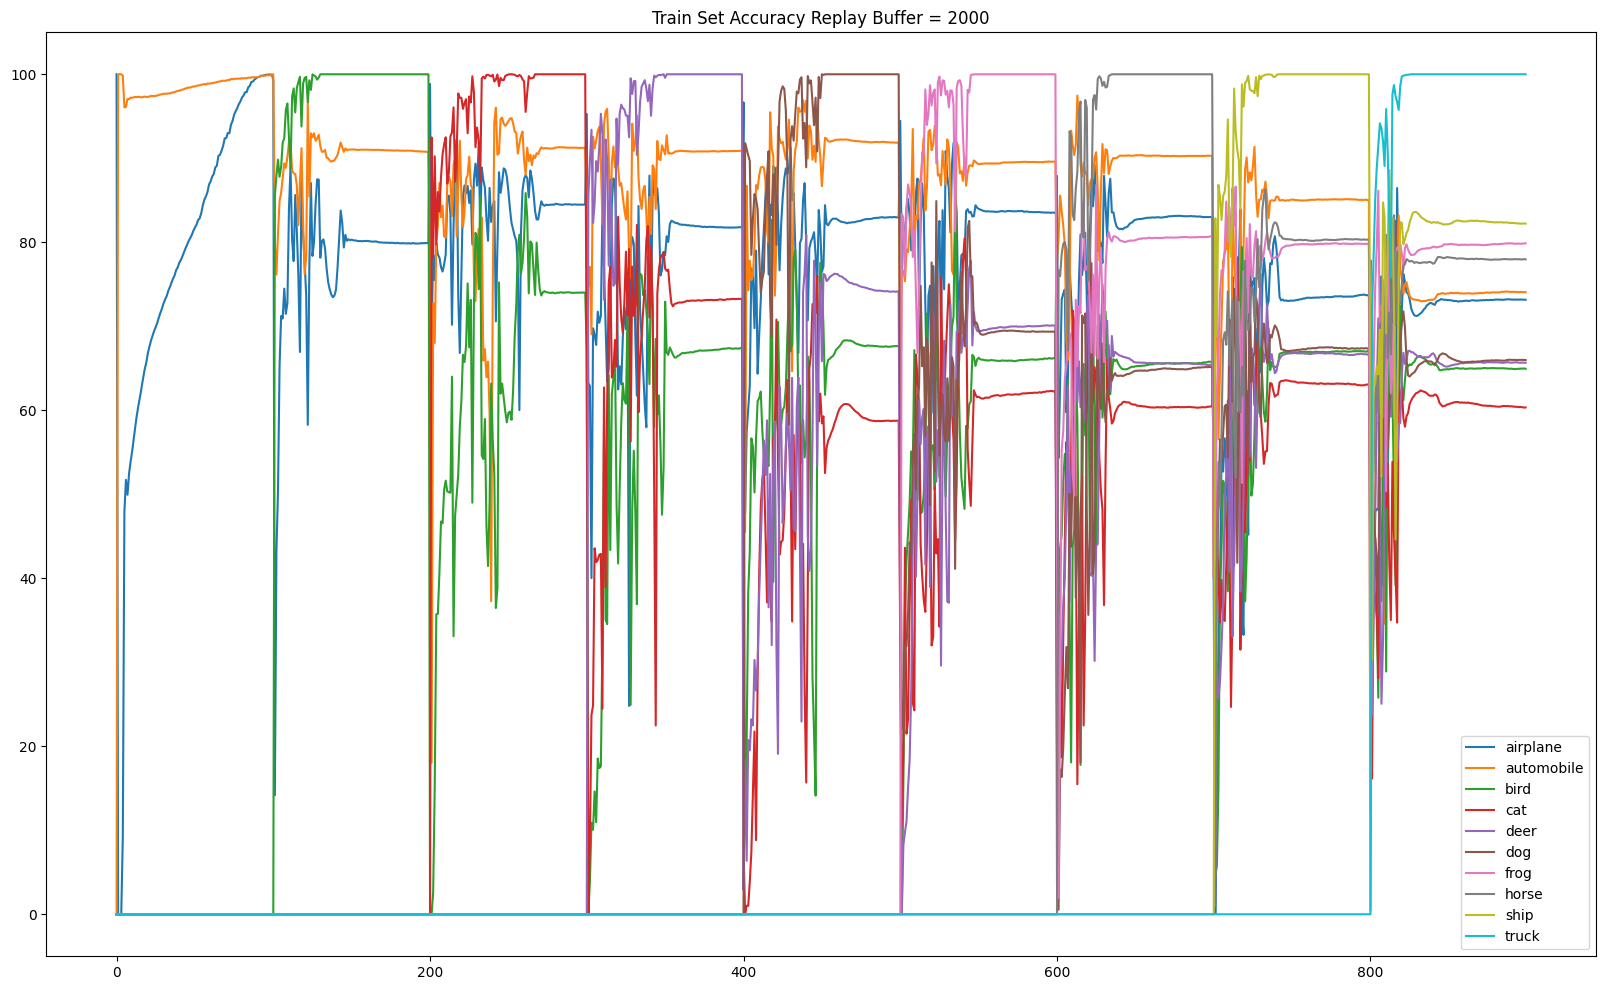 Train Set Accuracy Replay Buffer = 2000
100
80
60
40
20
0
0
200
400
600
800
airplane
automobile
bird
cat
deer
dog
frog
horse
ship
truck